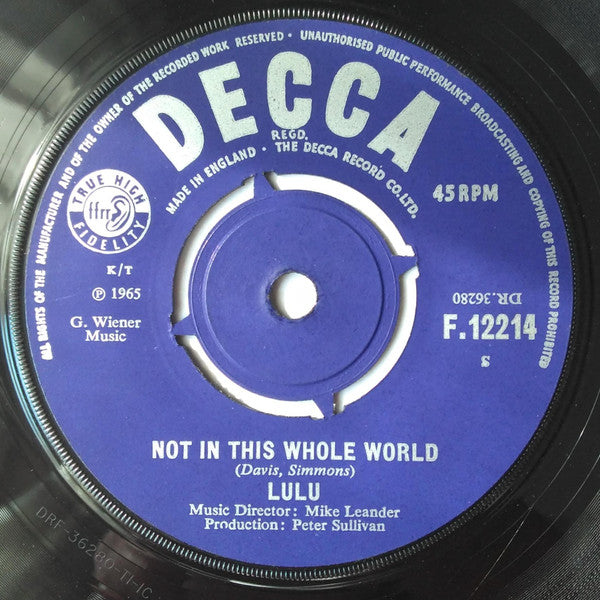 ALL RIGHTS OF THE MANUFACTURER AND OF THE OWNER OF THE RECORDED WORK RESERVED · UNAUTHORISED PUBLIC PERFORMANCE BROADCASTING AND COPYING OF THIS RECORD PROHIBITED
DECCA
REGD.
MADE IN ENGLAND · THE DECCA RECORD CO. LTD.
TRUE HIGH
ffrr
FIDELITY
45 RPM
K/T
℗ 1965
G. Wiener
Music
DR.36280
F.12214
S
NOT IN THIS WHOLE WORLD
(Davis, Simmons)
LULU
Music Director: Mike Leander
Production: Peter Sullivan
DRF-36280-T1-1C